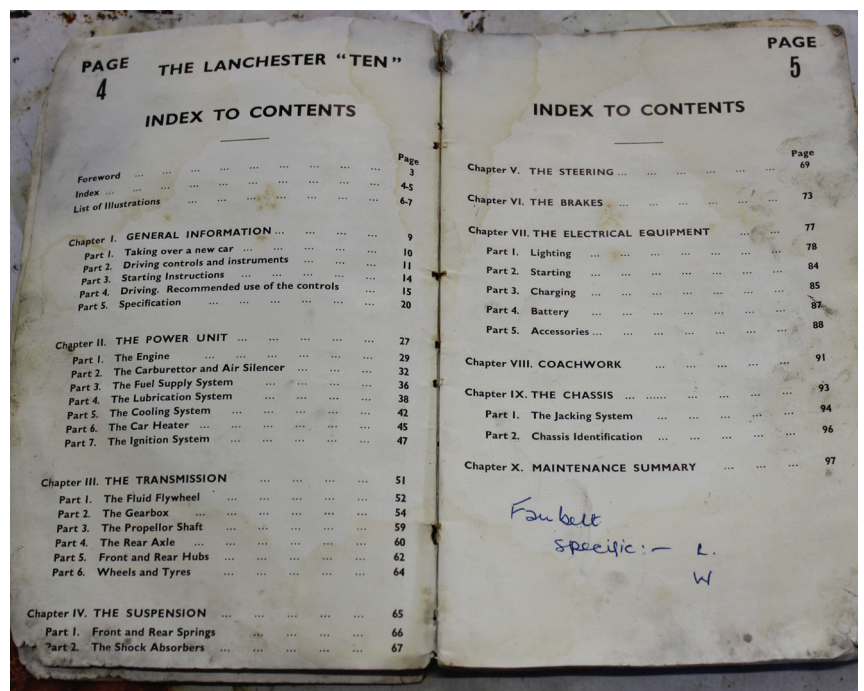 PAGE
4
THE LANCHESTER "TEN"
INDEX TO CONTENTS
Page
Foreword ... ... ... ... ... ... ... ... ... 3
Index ... ... ... ... ... ... ... ... ... ... 4-5
List of Illustrations ... ... ... ... ... ... ... 6-7
Chapter I. GENERAL INFORMATION ... ... ... ... 9
Part 1. Taking over a new car ... ... ... ... ... 10
Part 2. Driving controls and instruments ... ... ... 11
Part 3. Starting Instructions ... ... ... ... ... 14
Part 4. Driving. Recommended use of the controls ... 15
Part 5. Specification ... ... ... ... ... ... 20
Chapter II. THE POWER UNIT ... ... ... ... ... 27
Part 1. The Engine ... ... ... ... ... ... 29
Part 2. The Carburettor and Air Silencer ... ... ... 32
Part 3. The Fuel Supply System ... ... ... ... ... 36
Part 4. The Lubrication System ... ... ... ... ... 38
Part 5. The Cooling System ... ... ... ... ... 42
Part 6. The Car Heater ... ... ... ... ... ... 45
Part 7. The Ignition System ... ... ... ... ... 47
Chapter III. THE TRANSMISSION ... ... ... ... 51
Part 1. The Fluid Flywheel ... ... ... ... ... 52
Part 2. The Gearbox ... ... ... ... ... ... 54
Part 3. The Propellor Shaft ... ... ... ... ... 59
Part 4. The Rear Axle ... ... ... ... ... ... 60
Part 5. Front and Rear Hubs ... ... ... ... ... 62
Part 6. Wheels and Tyres ... ... ... ... ... 64
Chapter IV. THE SUSPENSION ... ... ... ... ... 65
Part 1. Front and Rear Springs ... ... ... ... 66
Part 2. The Shock Absorbers ... ... ... ... ... 67
PAGE
5
INDEX TO CONTENTS
Page
Chapter V. THE STEERING ... ... ... ... ... ... 69
Chapter VI. THE BRAKES ... ... ... ... ... ... 73
Chapter VII. THE ELECTRICAL EQUIPMENT ... ... 77
Part 1. Lighting ... ... ... ... ... ... 78
Part 2. Starting ... ... ... ... ... ... 84
Part 3. Charging ... ... ... ... ... ... 85
Part 4. Battery ... ... ... ... ... ... 87
Part 5. Accessories ... ... ... ... ... ... 88
Chapter VIII. COACHWORK ... ... ... ... 91
Chapter IX. THE CHASSIS ... ...... ... ... ... ... 93
Part 1. The Jacking System ... ... ... ... ... 94
Part 2. Chassis Identification ... ... ... ... 96
Chapter X. MAINTENANCE SUMMARY ... ... ... 97
Fan belt
specific :- L.
W